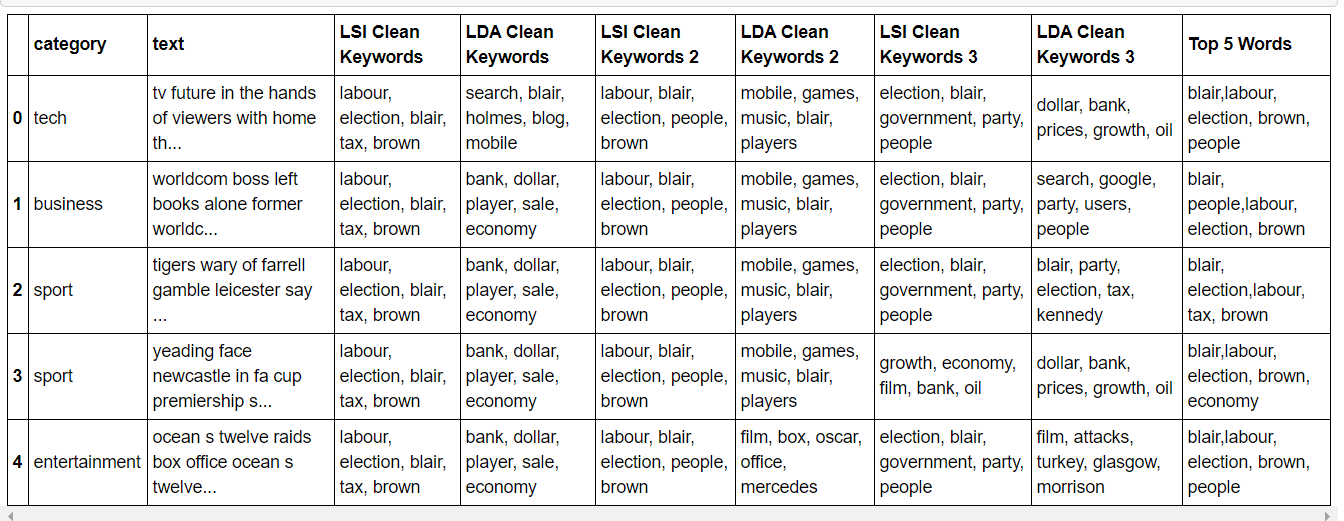 category text LSI Clean Keywords LDA Clean Keywords LSI Clean Keywords 2 LDA Clean Keywords 2 LSI Clean Keywords 3 LDA Clean Keywords 3 Top 5 Words
0 tech tv future in the hands of viewers with home th... labour, election, blair, tax, brown search, blair, holmes, blog, mobile labour, blair, election, people, brown mobile, games, music, blair, players election, blair, government, party, people dollar, bank, prices, growth, oil blair,labour, election, brown, people
1 business worldcom boss left books alone former worldc... labour, election, blair, tax, brown bank, dollar, player, sale, economy labour, blair, election, people, brown mobile, games, music, blair, players election, blair, government, party, people search, google, party, users, people blair, people,labour, election, brown
2 sport tigers wary of farrell gamble leicester say ... labour, election, blair, tax, brown bank, dollar, player, sale, economy labour, blair, election, people, brown mobile, games, music, blair, players election, blair, government, party, people blair, party, election, tax, kennedy blair, election,labour, tax, brown
3 sport yeading face newcastle in fa cup premiership s... labour, election, blair, tax, brown bank, dollar, player, sale, economy labour, blair, election, people, brown mobile, games, music, blair, players growth, economy, film, bank, oil dollar, bank, prices, growth, oil blair,labour, election, brown, economy
4 entertainment ocean s twelve raids box office ocean s twelve... labour, election, blair, tax, brown bank, dollar, player, sale, economy labour, blair, election, people, brown film, box, oscar, office, mercedes election, blair, government, party, people film, attacks, turkey, glasgow, morrison blair,labour, election, brown, people